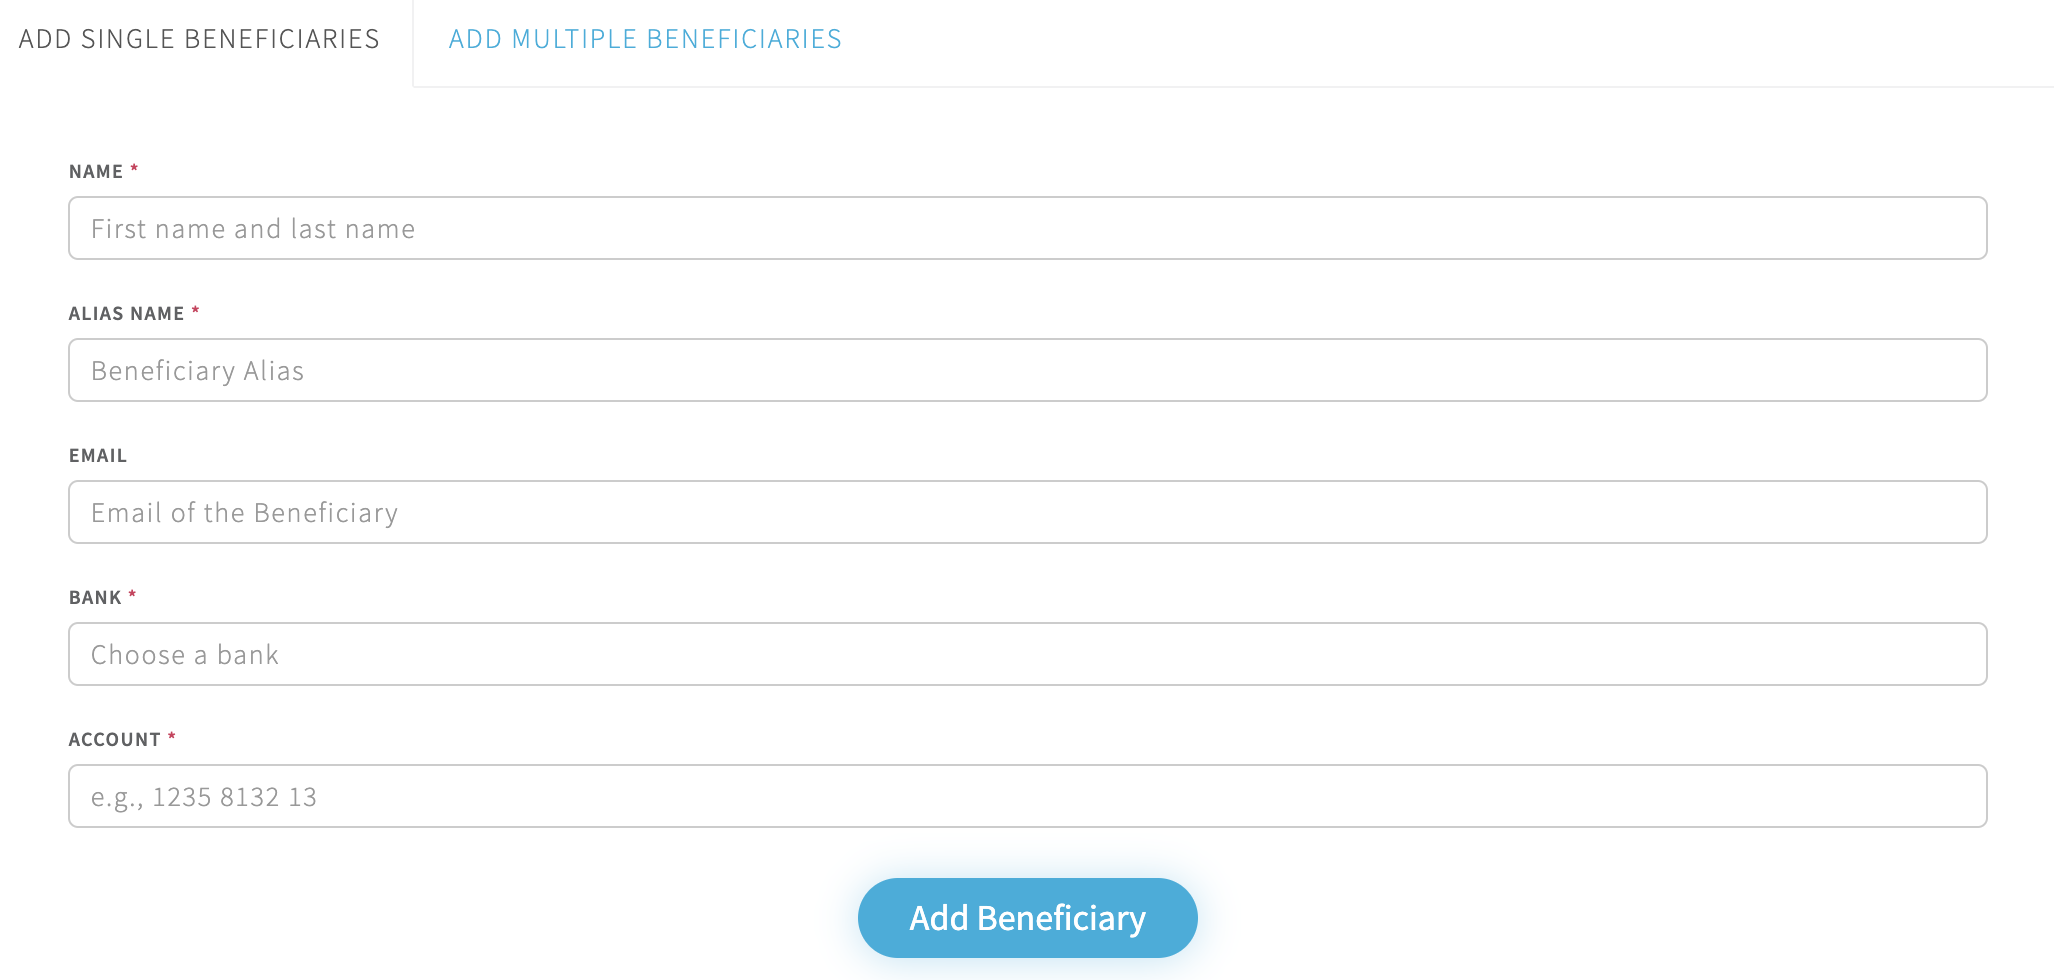 ADD SINGLE BENEFICIARIES
ADD MULTIPLE BENEFICIARIES
NAME *
First name and last name
ALIAS NAME *
Beneficiary Alias
EMAIL
Email of the Beneficiary
BANK *
Choose a bank
ACCOUNT *
e.g., 1235 8132 13
Add Beneficiary